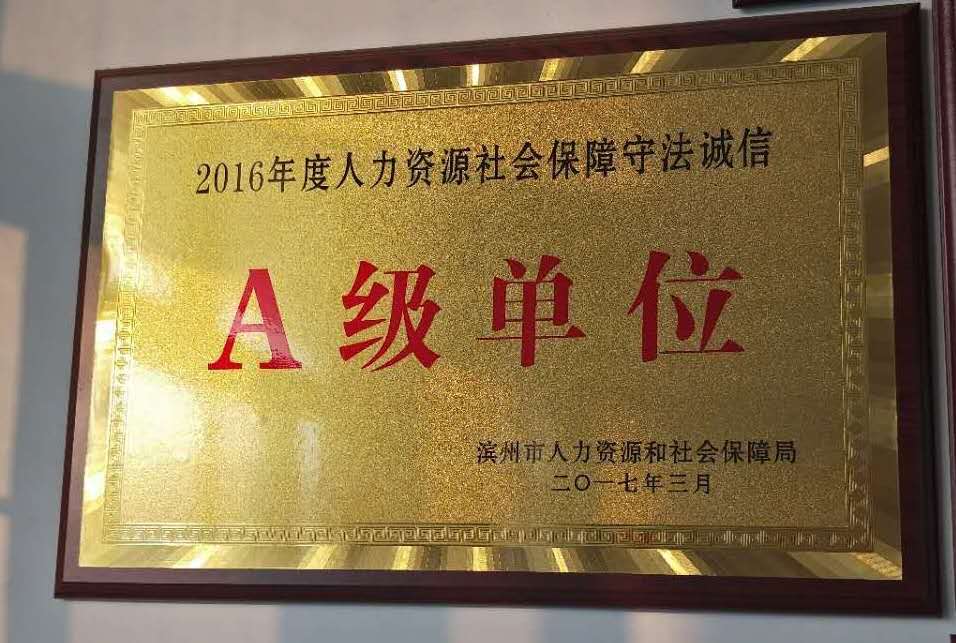 2016年度人力资源社会保障守法诚信
A级单位
滨州市人力资源和社会保障局
二〇一七年三月